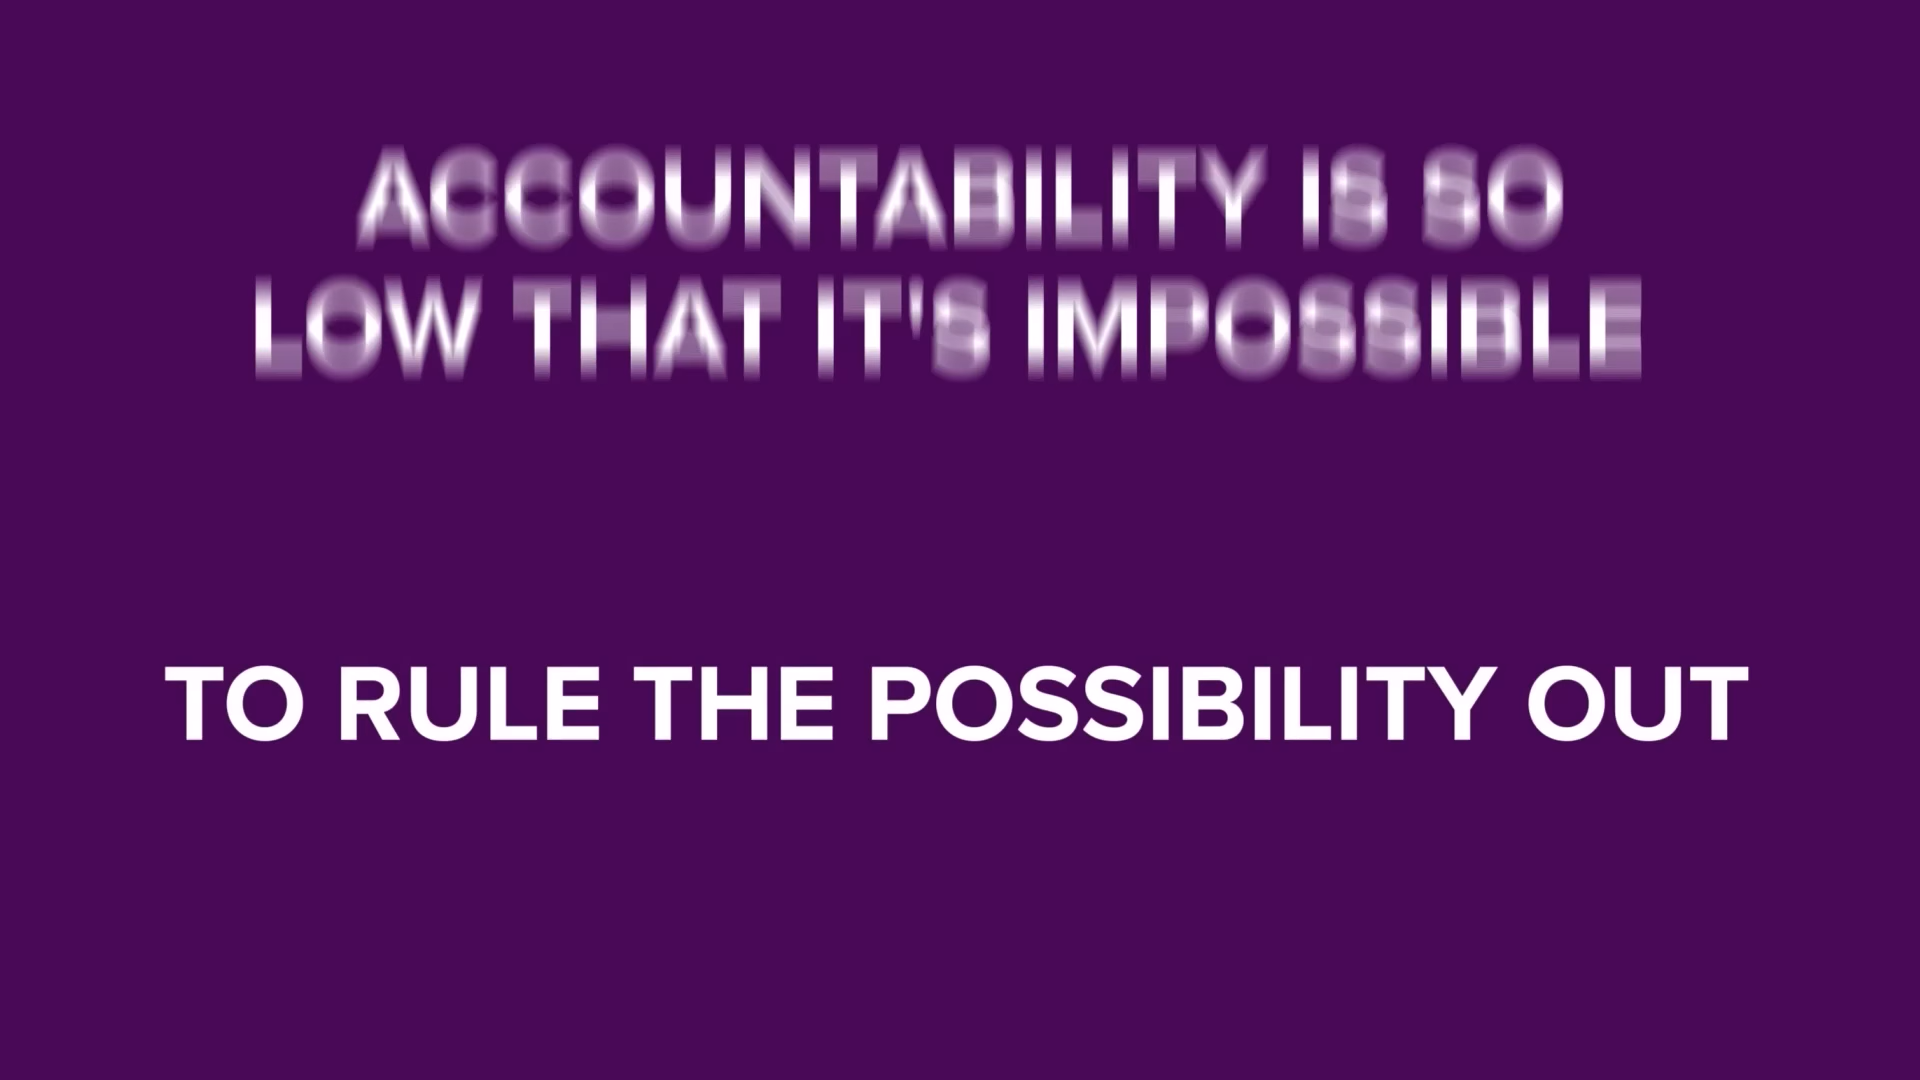 ACCOUNTABILITY IS SO
LOW THAT IT'S IMPOSSIBLE
TO RULE THE POSSIBILITY OUT